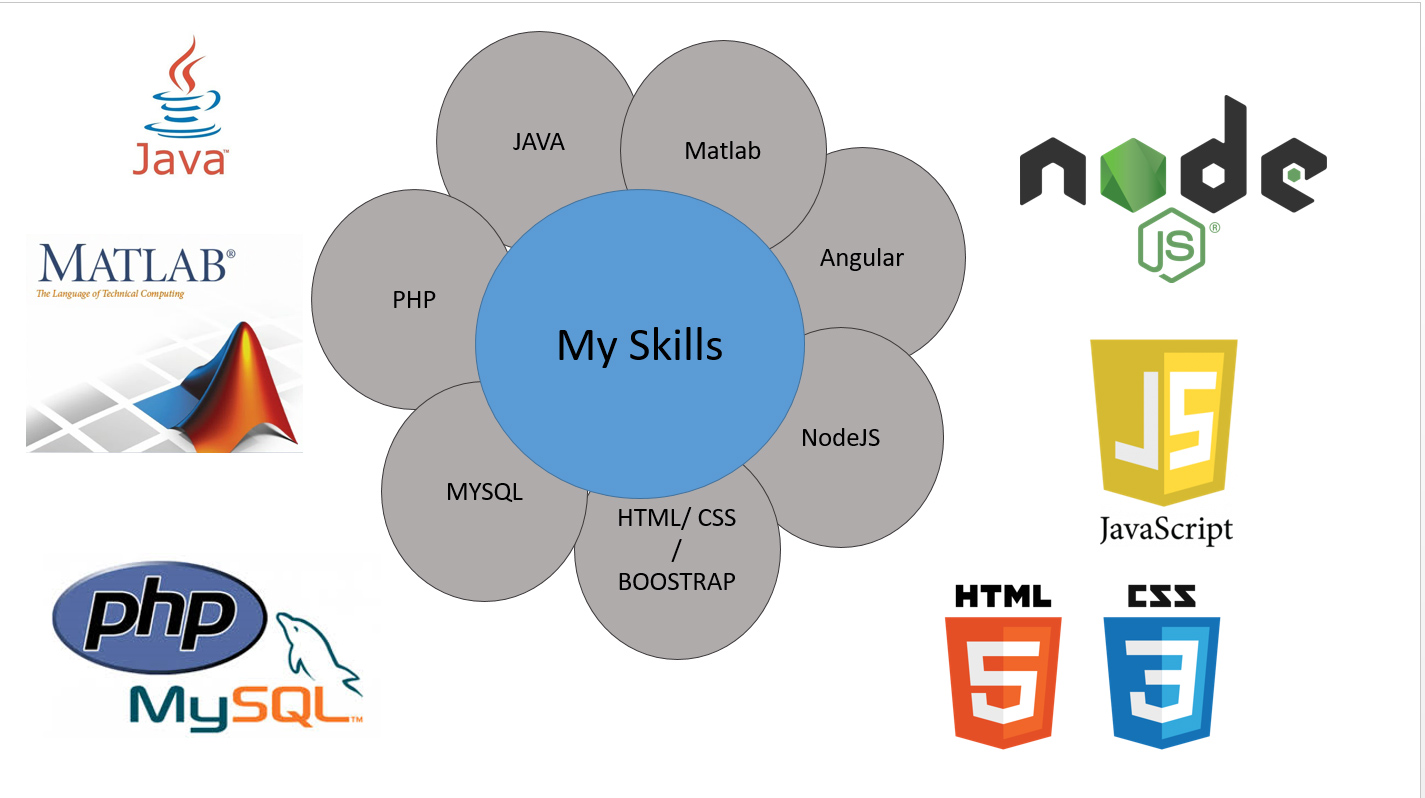 Java™
MATLAB®
The Language of Technical Computing
php
MySQL™
JAVA
Matlab
Angular
PHP
My Skills
NodeJS
MYSQL
HTML/ CSS
/
BOOSTRAP
node
JS®
JS
JavaScript
HTML
5
CSS
3